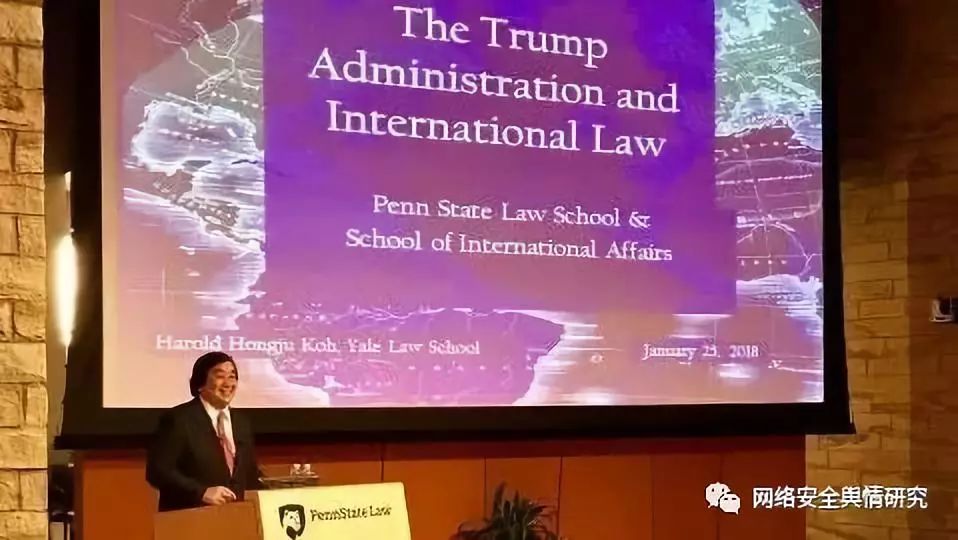 The Trump
Administration and
International Law
Penn State Law School &
School of International Affairs
Harold Hongju Koh, Yale Law School
January 25, 2018
PennState Law
网络安全舆情研究